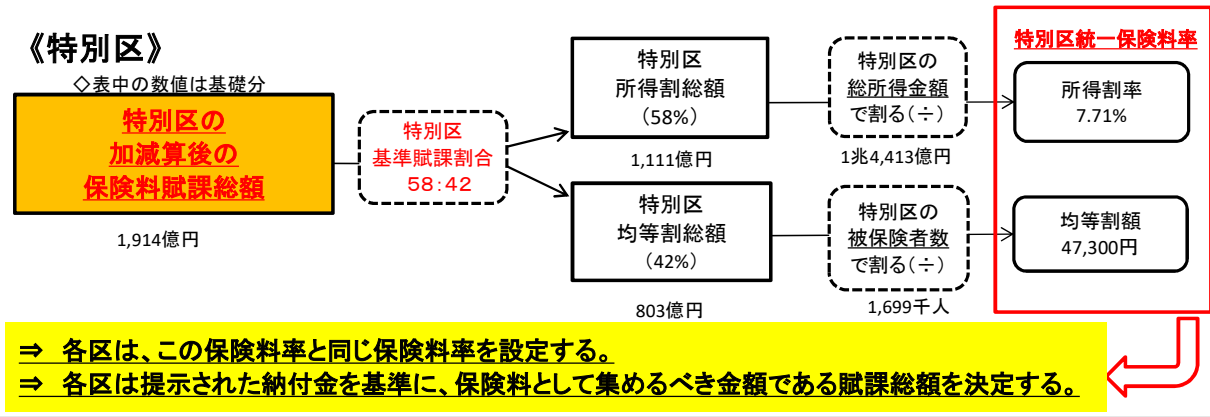 《特別区》
◇表中の数値は基礎分
特別区の
加減算後の
保険料賦課総額
1,914億円
特別区
基準賦課割合
58:42
特別区
所得割総額
(58%)
1,111億円
特別区の
総所得金額
で割る(÷)
1兆4,413億円
特別区統一保険料率
所得割率
7.71%
特別区
均等割総額
(42%)
803億円
特別区の
被保険者数
で割る(÷)
1,699千人
均等割額
47,300円
⇒ 各区は、この保険料率と同じ保険料率を設定する。
⇒ 各区は提示された納付金を基準に、保険料として集めるべき金額である賦課総額を決定する。